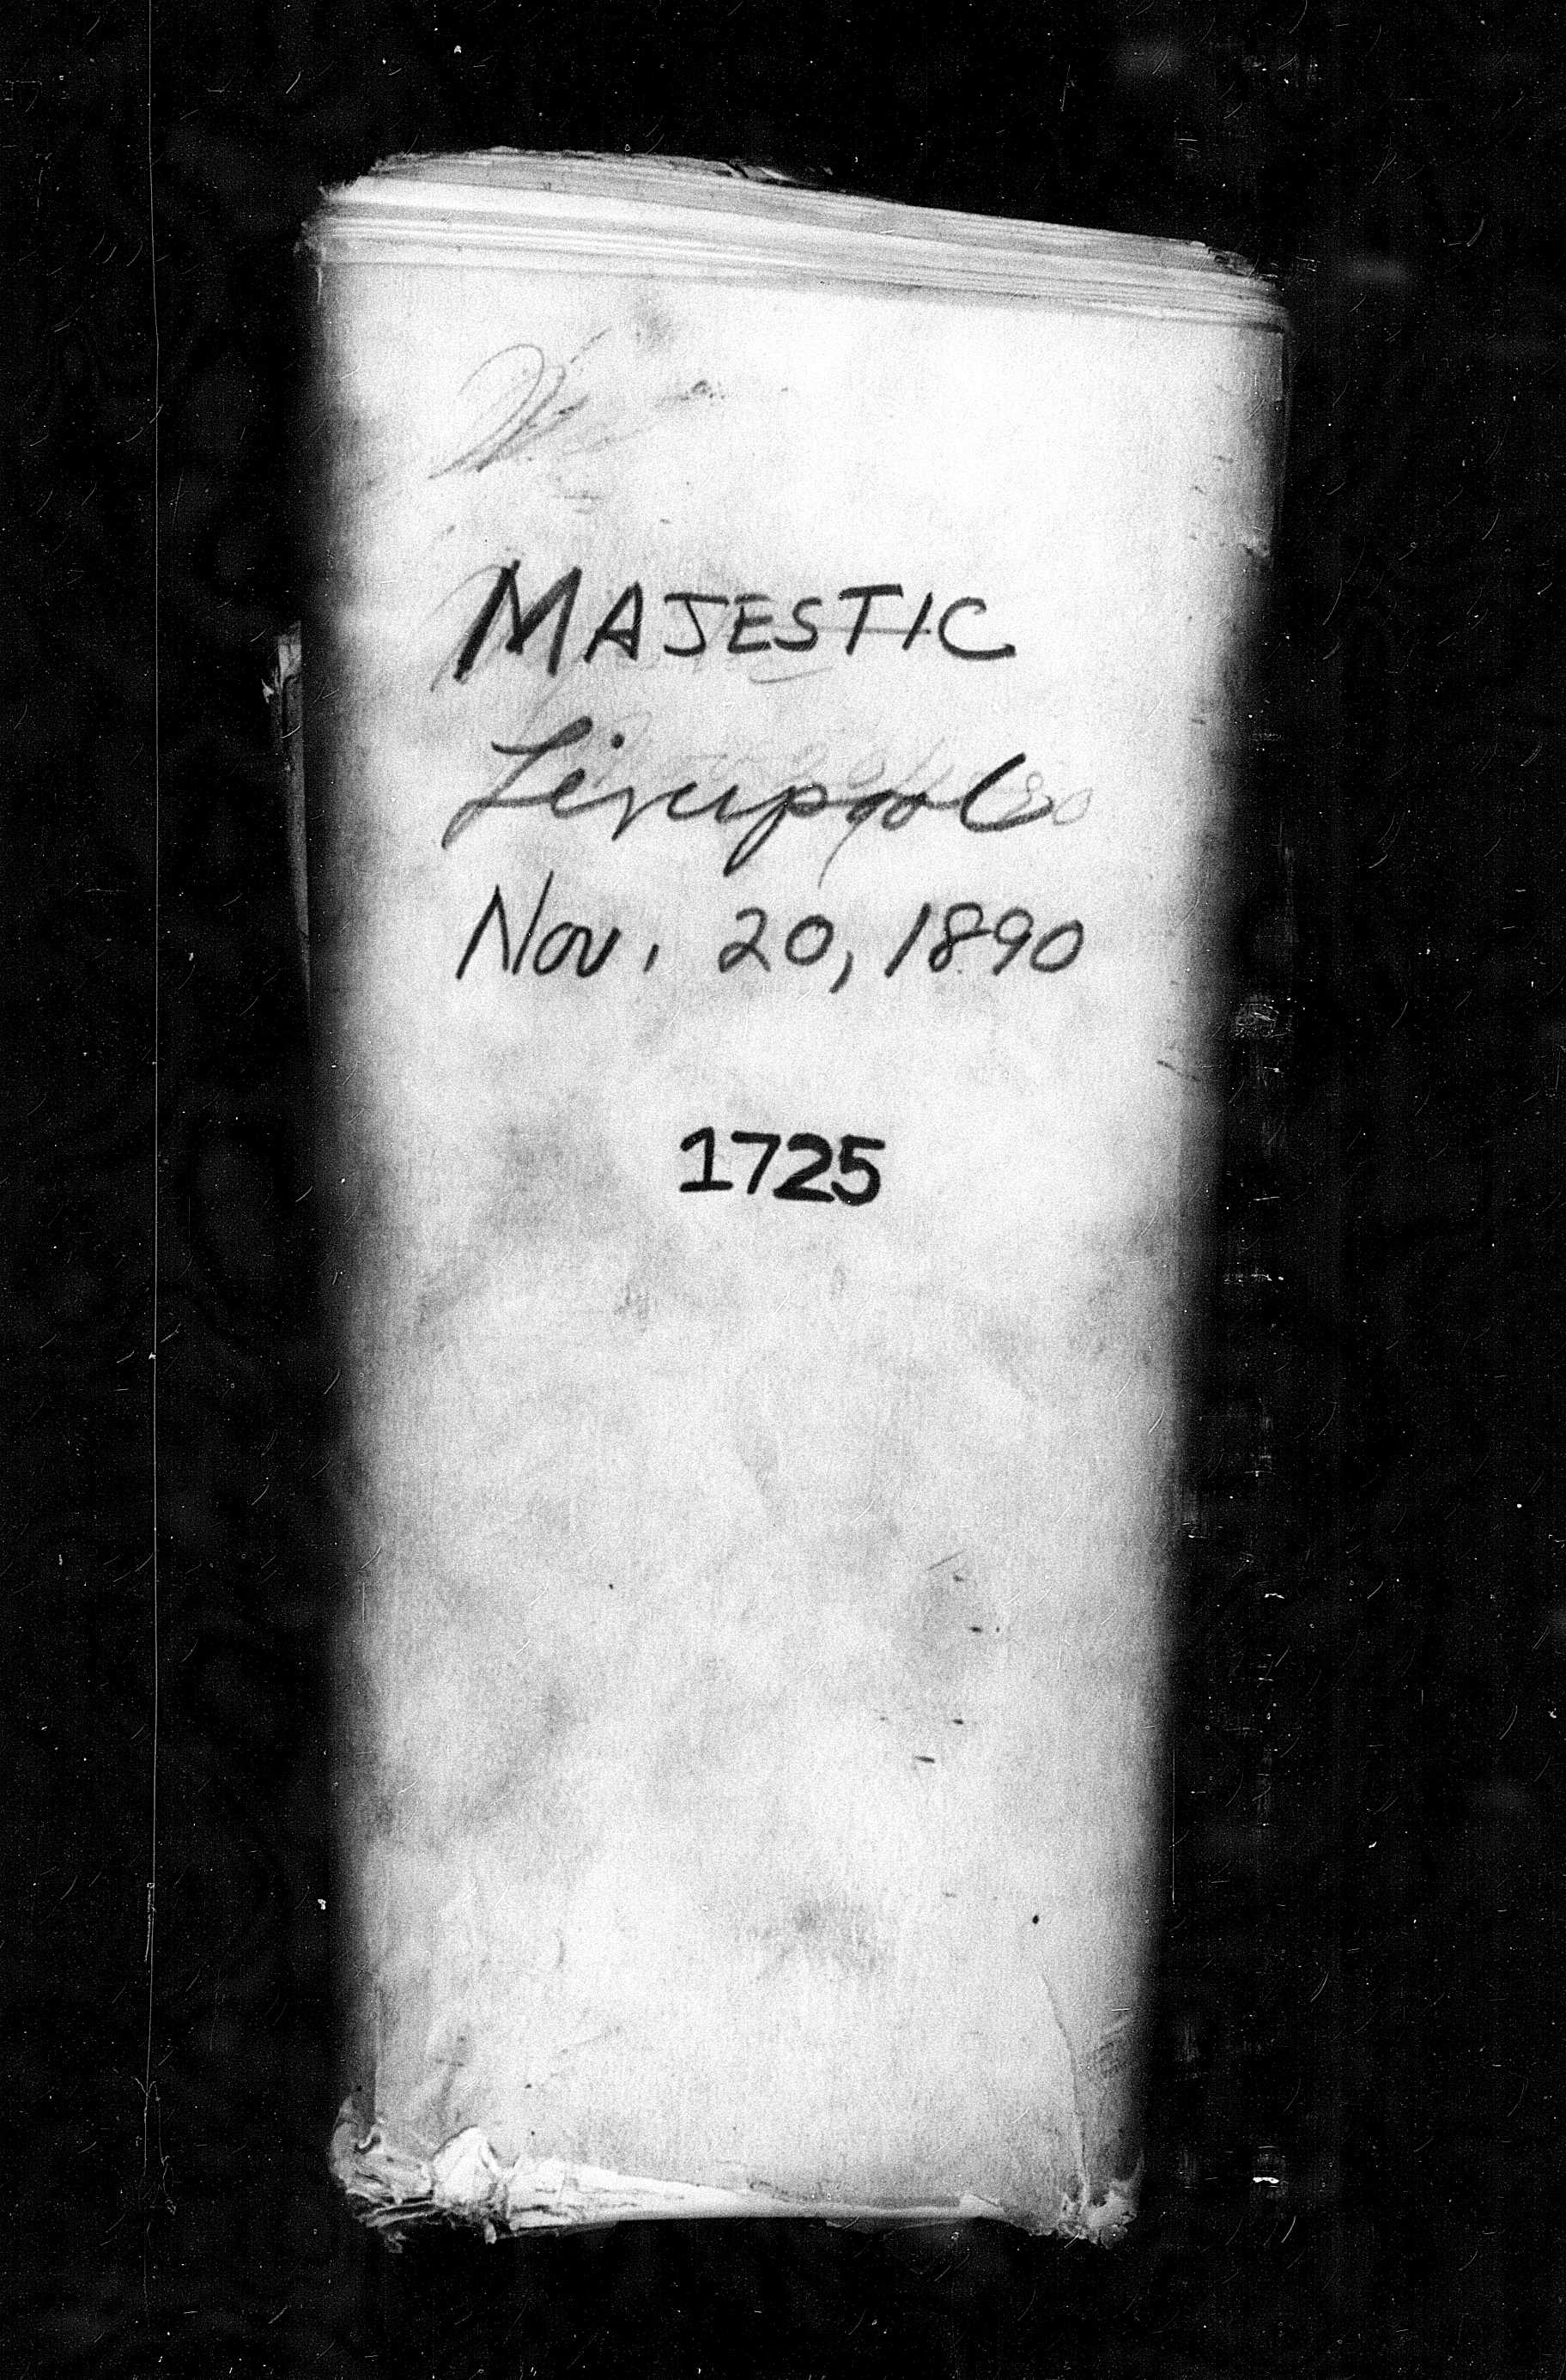 MAJESTIC
Liverpool
Nov. 20, 1890
1725